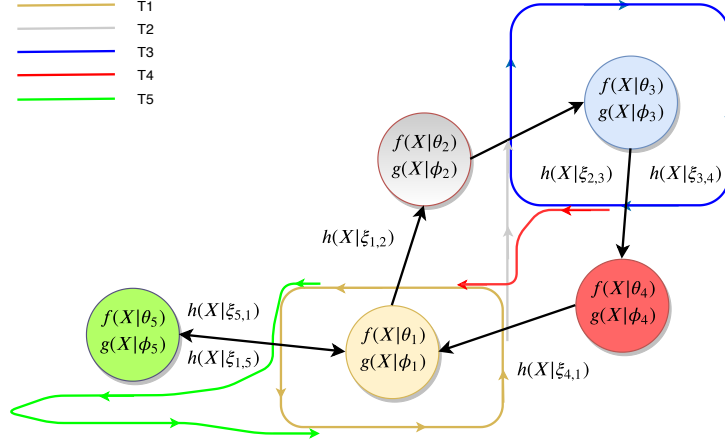 T1
T2
T3
T4
T5
f(X|θ₃)
g(X|ϕ₃)
f(X|θ₂)
g(X|ϕ₂)
h(X|ξ₂,₃)
h(X|ξ₃,₄)
h(X|ξ₁,₂)
f(X|θ₄)
g(X|ϕ₄)
h(X|ξ₅,₁)
f(X|θ₅)
g(X|ϕ₅)
h(X|ξ₁,₅)
f(X|θ₁)
g(X|ϕ₁)
h(X|ξ₄,₁)